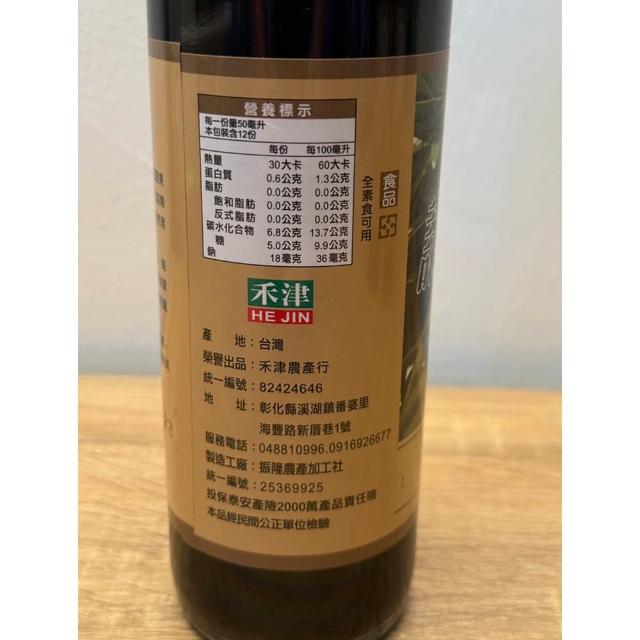 營養標示
每一份量50毫升
本包裝含12份
每份 每100毫升
熱量 30大卡 60大卡
蛋白質 0.6公克 1.3公克
脂肪 0.0公克 0.0公克
飽和脂肪 0.0公克 0.0公克
反式脂肪 0.0公克 0.0公克
碳水化合物 6.8公克 13.7公克
糖 5.0公克 9.9公克
鈉 18毫克 36毫克
食品
全素食可用
禾津
HE JIN
產 地：台灣
榮譽出品：禾津農產行
統一編號：82424646
地 址：彰化縣溪湖鎮番婆里
海豐路新厝巷1號
服務電話：048810996.0916926677
製造工廠：振隆農產加工社
統一編號：25369925
投保泰安產險2000萬產品責任險
本品經民間公正單位檢驗